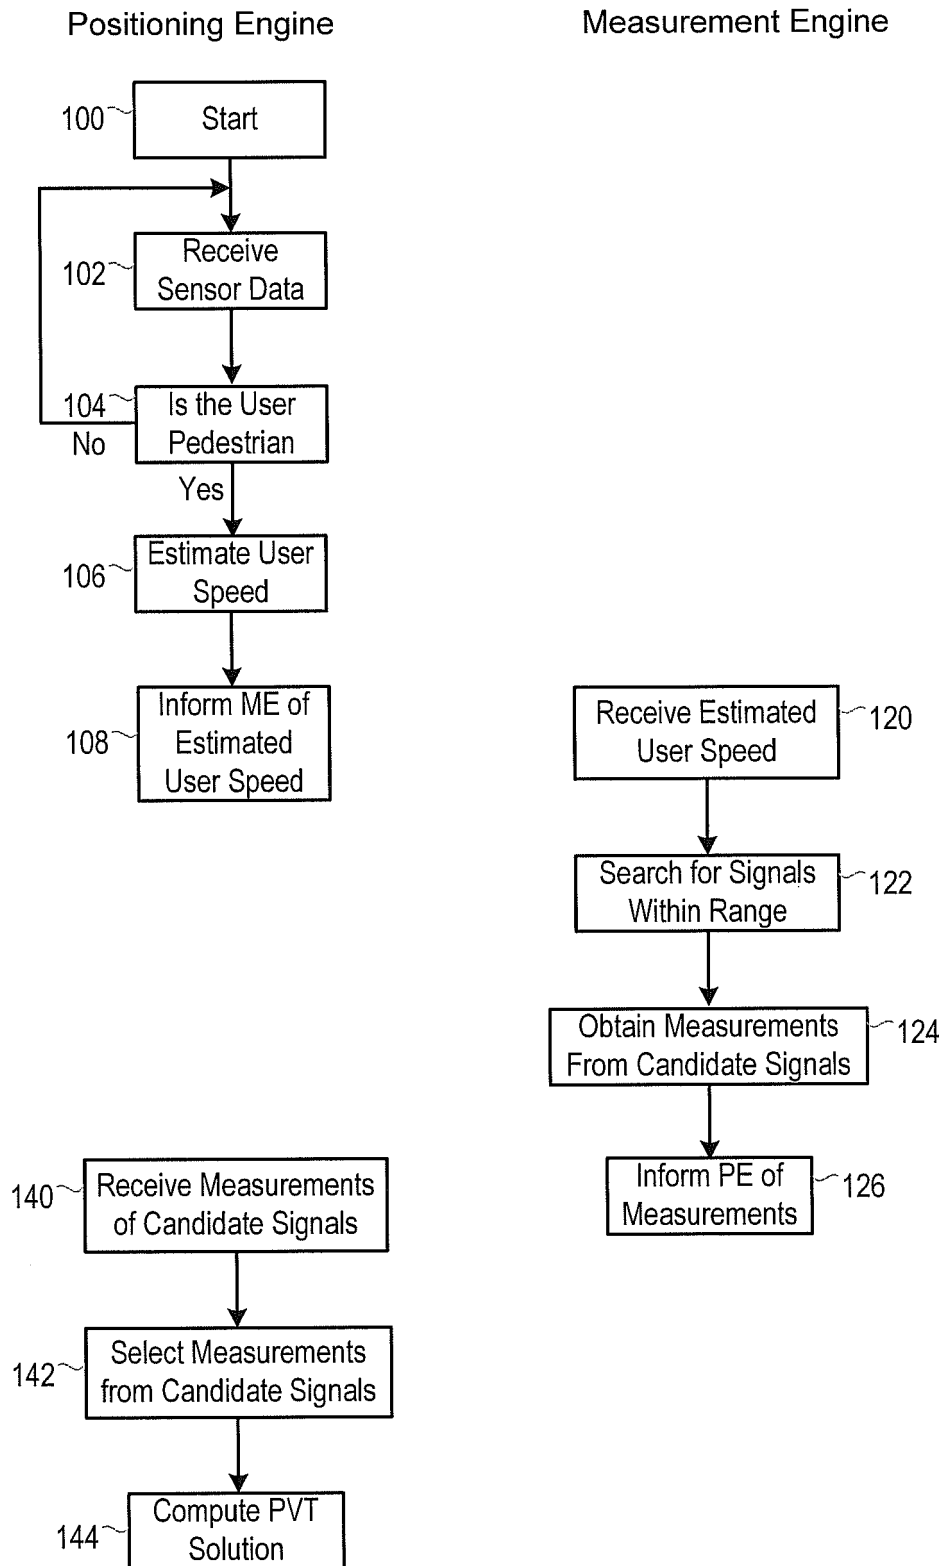 Positioning Engine
Measurement Engine
100
Start
102
Receive
Sensor Data
104
Is the User
Pedestrian
No
Yes
106
Estimate User
Speed
108
Inform ME of
Estimated
User Speed
Receive Estimated
User Speed
120
Search for Signals
Within Range
122
Obtain Measurements
From Candidate Signals
124
Inform PE of
Measurements
126
140
Receive Measurements
of Candidate Signals
142
Select Measurements
from Candidate Signals
144
Compute PVT
Solution